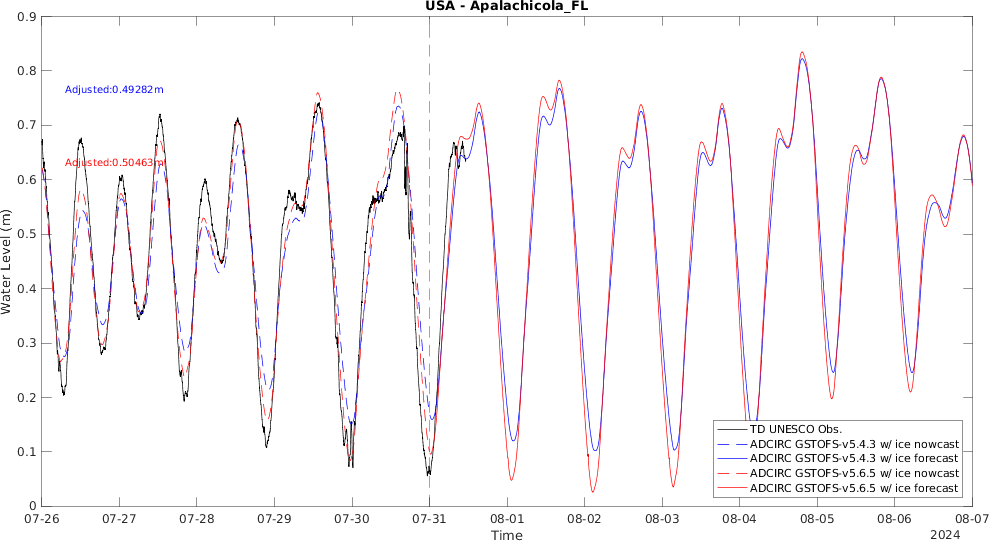 USA - Apalachicola_FL
0.9
0.8
Adjusted:0.49282m
0.7
Adjusted:0.50463m
0.6
0.5
Water Level (m)
0.4
0.3
0.2
0.1
0
TD UNESCO Obs.
ADCIRC GSTOFS-v5.4.3 w/ ice nowcast
ADCIRC GSTOFS-v5.4.3 w/ ice forecast
ADCIRC GSTOFS-v5.6.5 w/ ice nowcast
ADCIRC GSTOFS-v5.6.5 w/ ice forecast
07-26 07-27 07-28 07-29 07-30 07-31 08-01 08-02 08-03 08-04 08-05 08-06 08-07
Time
2024